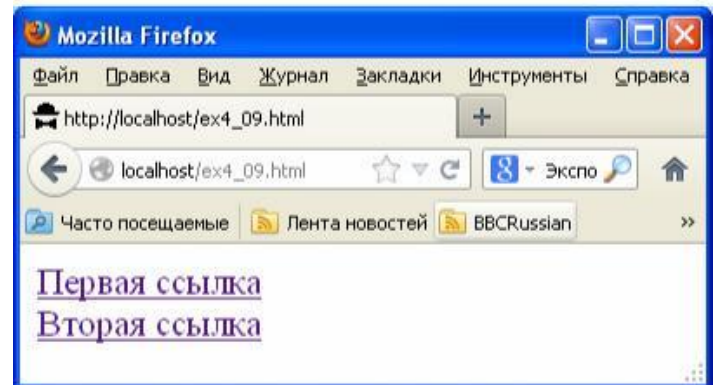 Mozilla Firefox
Файл Правка Вид Журнал Закладки Инструменты Справка
http://localhost/ex4_09.html +
localhost/ex4_09.html 8 Экспо
Часто посещаемые Лента новостей BBCRussian »
Первая ссылка
Вторая ссылка